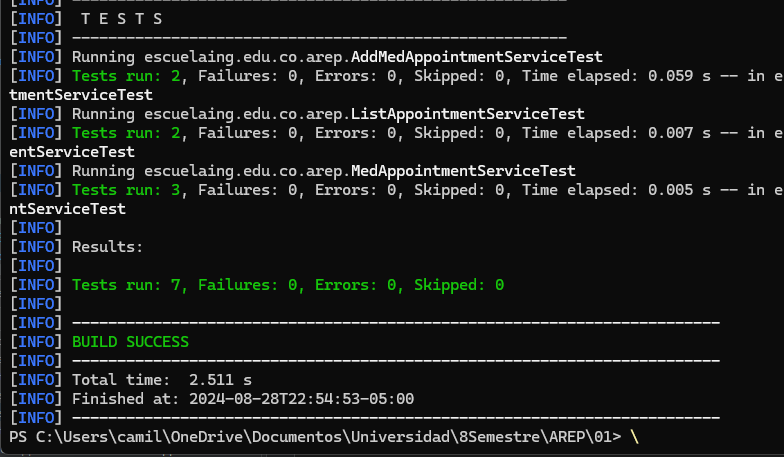 [INFO] -------------------------------------------------------
[INFO]  T E S T S
[INFO] -------------------------------------------------------
[INFO] Running escuelaing.edu.co.arep.AddMedAppointmentServiceTest
[INFO] Tests run: 2, Failures: 0, Errors: 0, Skipped: 0, Time elapsed: 0.059 s -- in e
tmentServiceTest
[INFO] Running escuelaing.edu.co.arep.ListAppointmentServiceTest
[INFO] Tests run: 2, Failures: 0, Errors: 0, Skipped: 0, Time elapsed: 0.007 s -- in e
entServiceTest
[INFO] Running escuelaing.edu.co.arep.MedAppointmentServiceTest
[INFO] Tests run: 3, Failures: 0, Errors: 0, Skipped: 0, Time elapsed: 0.005 s -- in e
ntServiceTest
[INFO]
[INFO] Results:
[INFO]
[INFO] Tests run: 7, Failures: 0, Errors: 0, Skipped: 0
[INFO]
[INFO] ------------------------------------------------------------------------
[INFO] BUILD SUCCESS
[INFO] ------------------------------------------------------------------------
[INFO] Total time:  2.511 s
[INFO] Finished at: 2024-08-28T22:54:53-05:00
[INFO] ------------------------------------------------------------------------
PS C:\Users\camil\OneDrive\Documentos\Universidad\8Semestre\AREP\01> \